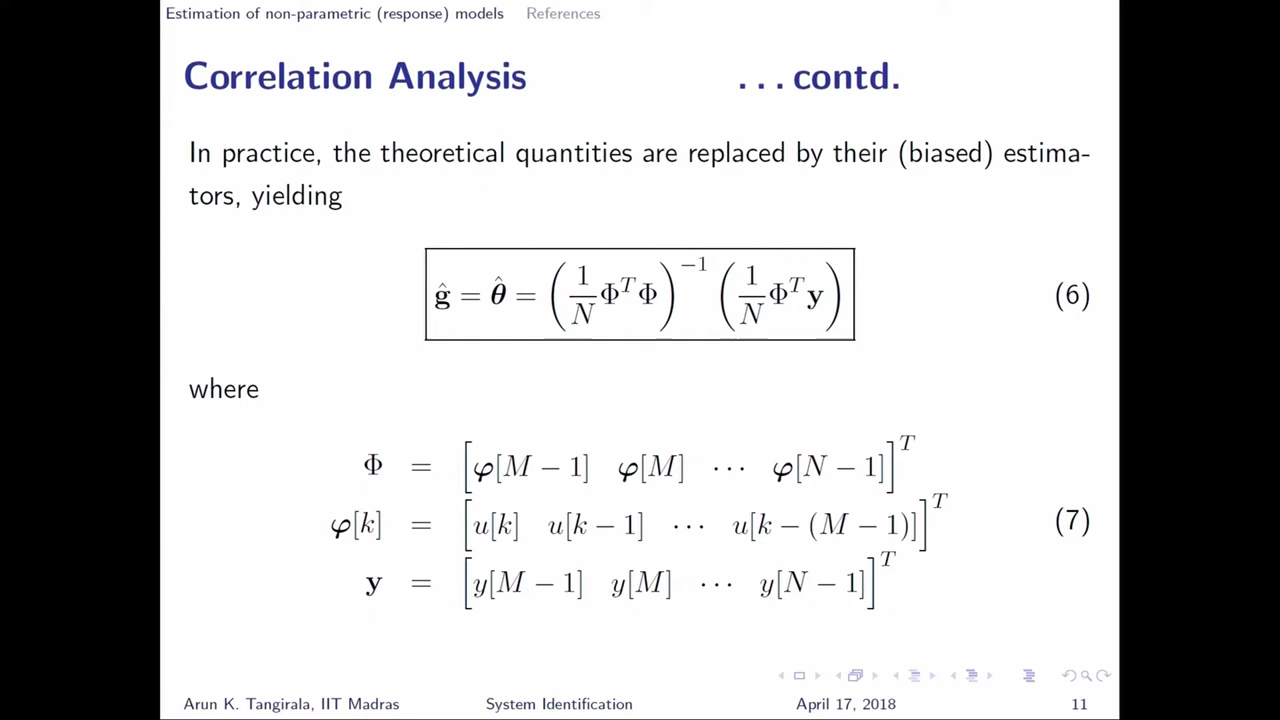 Estimation of non-parametric (response) models References
Correlation Analysis ...contd.
In practice, the theoretical quantities are replaced by their (biased) estima-
tors, yielding
ĝ = θ̂ = (1/N Φ^T Φ)^−1 (1/N Φ^T y) (6)
where
Φ = [φ[M − 1] φ[M] ··· φ[N − 1]]^T
φ[k] = [u[k] u[k − 1] ··· u[k − (M − 1)]]^T (7)
y = [y[M − 1] y[M] ··· y[N − 1]]^T
Arun K. Tangirala, IIT Madras System Identification April 17, 2018 11